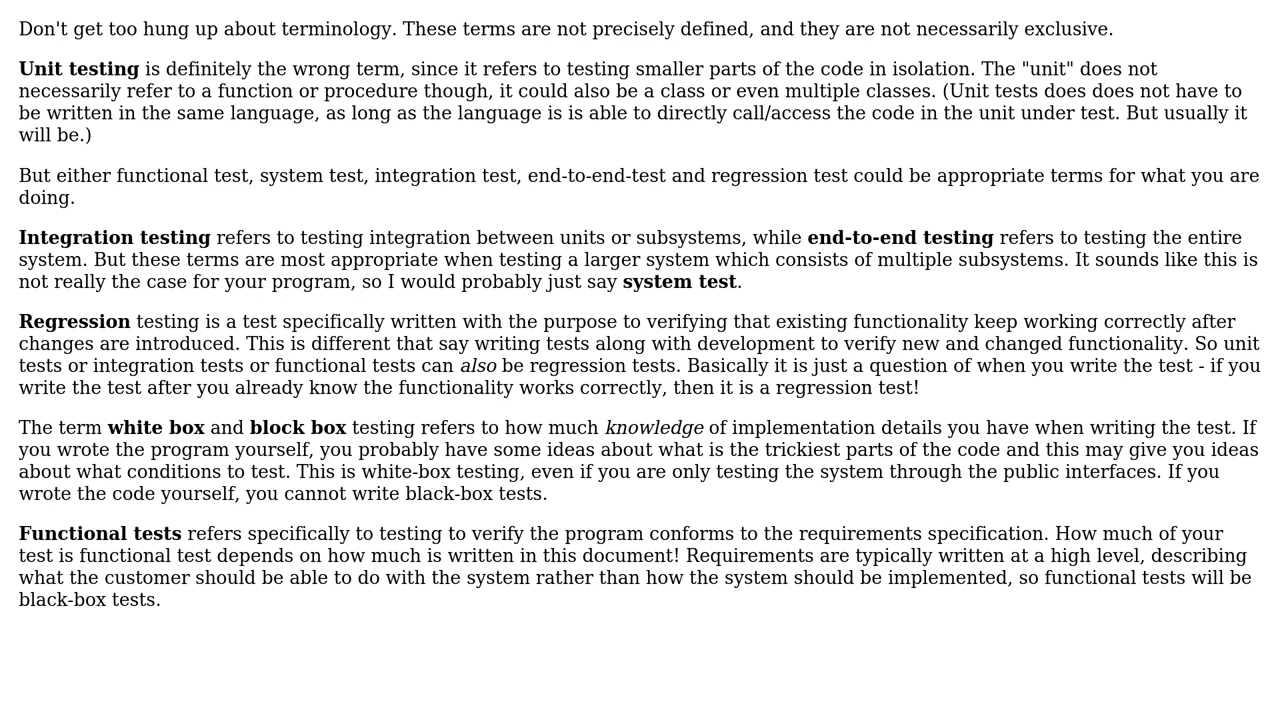 Don't get too hung up about terminology. These terms are not precisely defined, and they are not necessarily exclusive.
Unit testing is definitely the wrong term, since it refers to testing smaller parts of the code in isolation. The "unit" does not
necessarily refer to a function or procedure though, it could also be a class or even multiple classes. (Unit tests does does not have to
be written in the same language, as long as the language is is able to directly call/access the code in the unit under test. But usually it
will be.)
But either functional test, system test, integration test, end-to-end-test and regression test could be appropriate terms for what you are
doing.
Integration testing refers to testing integration between units or subsystems, while end-to-end testing refers to testing the entire
system. But these terms are most appropriate when testing a larger system which consists of multiple subsystems. It sounds like this is
not really the case for your program, so I would probably just say system test.
Regression testing is a test specifically written with the purpose to verifying that existing functionality keep working correctly after
changes are introduced. This is different that say writing tests along with development to verify new and changed functionality. So unit
tests or integration tests or functional tests can also be regression tests. Basically it is just a question of when you write the test - if you
write the test after you already know the functionality works correctly, then it is a regression test!
The term white box and block box testing refers to how much knowledge of implementation details you have when writing the test. If
you wrote the program yourself, you probably have some ideas about what is the trickiest parts of the code and this may give you ideas
about what conditions to test. This is white-box testing, even if you are only testing the system through the public interfaces. If you
wrote the code yourself, you cannot write black-box tests.
Functional tests refers specifically to testing to verify the program conforms to the requirements specification. How much of your
test is functional test depends on how much is written in this document! Requirements are typically written at a high level, describing
what the customer should be able to do with the system rather than how the system should be implemented, so functional tests will be
black-box tests.